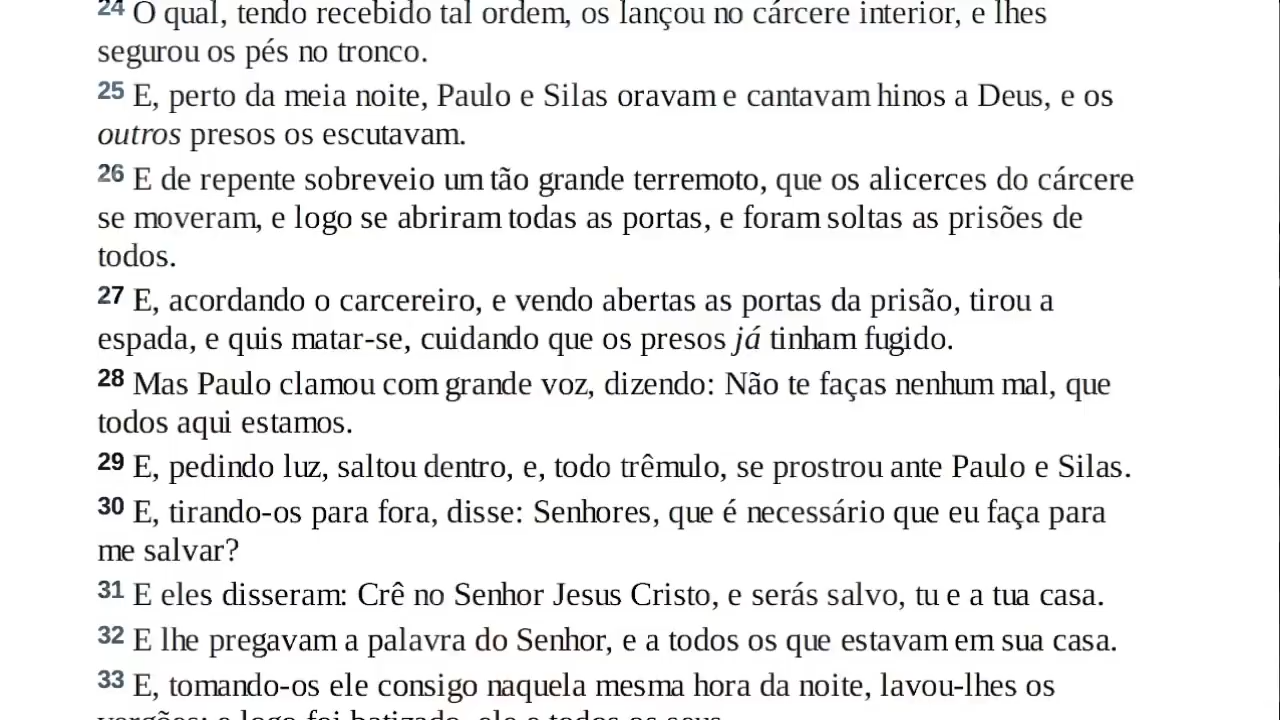 24 O qual, tendo recebido tal ordem, os lançou no cárcere interior, e lhes
segurou os pés no tronco.
25 E, perto da meia noite, Paulo e Silas oravam e cantavam hinos a Deus, e os
outros presos os escutavam.
26 E de repente sobreveio um tão grande terremoto, que os alicerces do cárcere
se moveram, e logo se abriram todas as portas, e foram soltas as prisões de
todos.
27 E, acordando o carcereiro, e vendo abertas as portas da prisão, tirou a
espada, e quis matar-se, cuidando que os presos já tinham fugido.
28 Mas Paulo clamou com grande voz, dizendo: Não te faças nenhum mal, que
todos aqui estamos.
29 E, pedindo luz, saltou dentro, e, todo trêmulo, se prostrou ante Paulo e Silas.
30 E, tirando-os para fora, disse: Senhores, que é necessário que eu faça para
me salvar?
31 E eles disseram: Crê no Senhor Jesus Cristo, e serás salvo, tu e a tua casa.
32 E lhe pregavam a palavra do Senhor, e a todos os que estavam em sua casa.
33 E, tomando-os ele consigo naquela mesma hora da noite, lavou-lhes os
vergões; e logo foi batizado, ele e todos os seus.